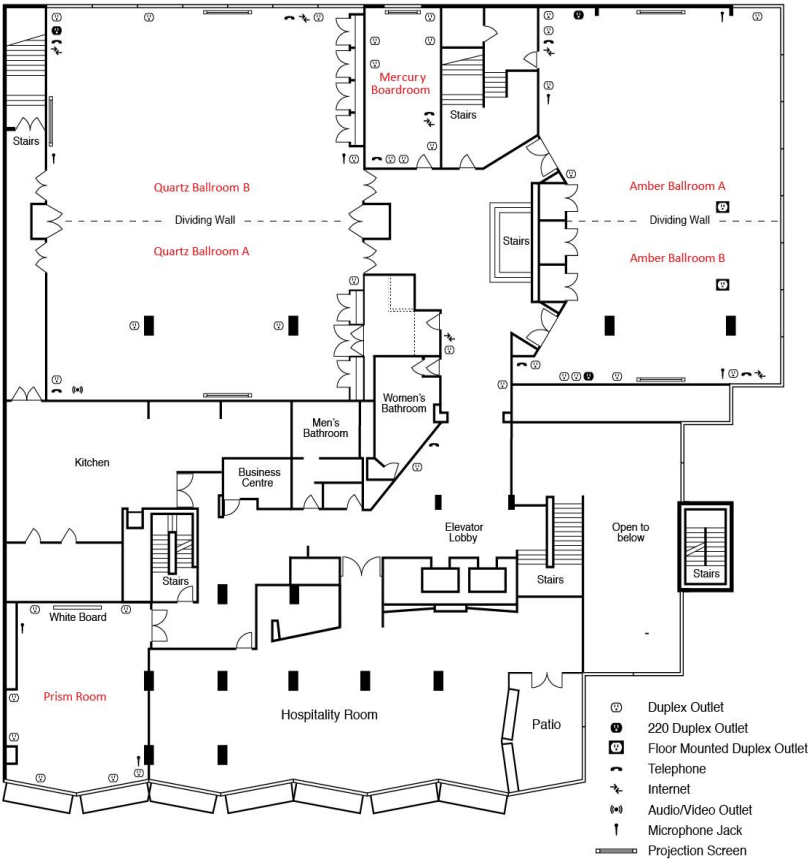 Mercury
Boardroom
Stairs
Stairs
Quartz Ballroom B
Amber Ballroom A
Dividing Wall
Dividing Wall
Stairs
Quartz Ballroom A
Amber Ballroom B
Women's
Bathroom
Men's
Bathroom
Kitchen
Business
Centre
Elevator
Lobby
Open to
below
Stairs
Stairs
Stairs
White Board
Prism Room
Hospitality Room
Patio
Duplex Outlet
220 Duplex Outlet
Floor Mounted Duplex Outlet
Telephone
Internet
Audio/Video Outlet
Microphone Jack
Projection Screen